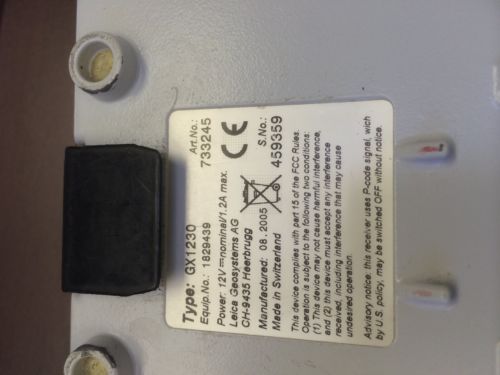 Type: GX1230
Art.No.:
Equip.No.: 1829439
733245
Power: 12V⎓nominal/1.2A max.
Leica Geosystems AG
CH-9435 Heerbrugg
CE
Manufactured: 08.2005
S.No.:
Made in Switzerland
459359
This device complies with part 15 of the FCC Rules.
Operation is subject to the following two conditions:
(1) This device may not cause harmful interference,
and (2) this device must accept any interference
received, including interference that may cause
undesired operation.
Advisory notice: this receiver uses P-code signal, wich
by U.S. policy, may be switched OFF without notice.